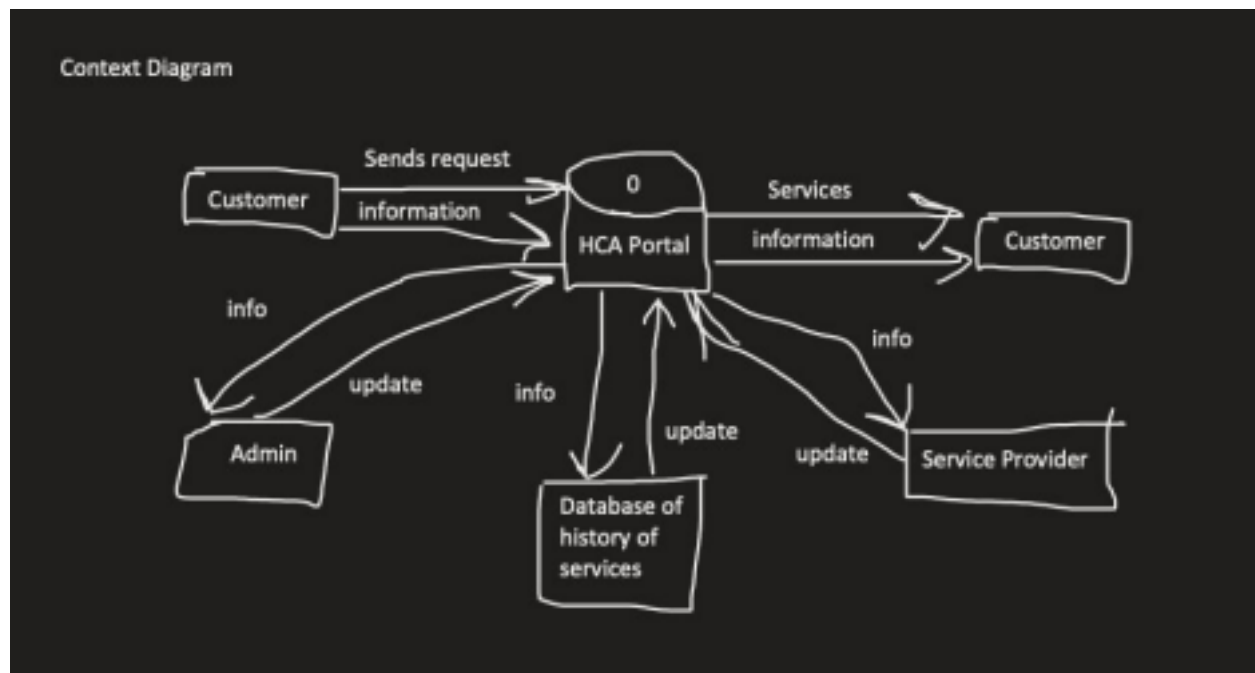 Context Diagram
Sends request
0
Services
Customer
information
HCA Portal
information
Customer
info
info
update
info
update
update
Admin
Service Provider
Database of
history of
services